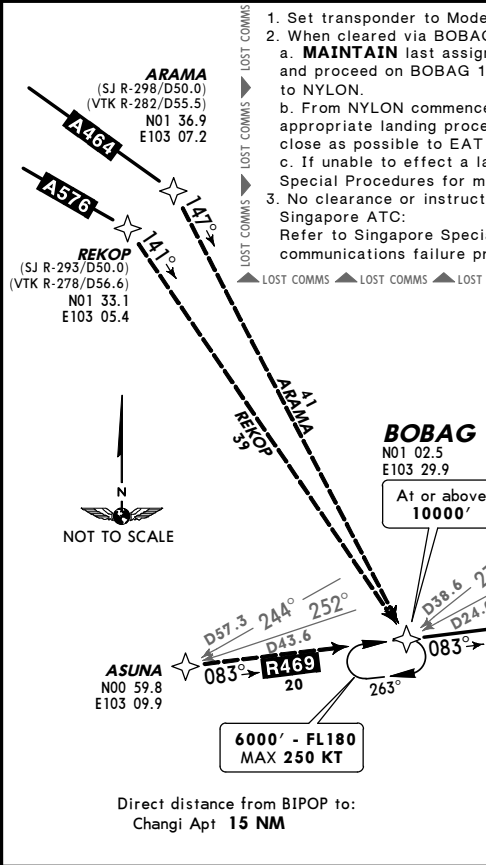 LOST COMMS
LOST COMMS
LOST COMMS
LOST COMMS
1. Set transponder to Mode
2. When cleared via BOBAG
a. MAINTAIN last assign
and proceed on BOBAG 1
to NYLON.
b. From NYLON commence
appropriate landing proce
close as possible to EAT
c. If unable to effect a la
Special Procedures for m
3. No clearance or instruct
Singapore ATC:
Refer to Singapore Specia
communications failure pr
LOST COMMS LOST COMMS LOST
ARAMA
(SJ R-298/D50.0)
(VTK R-282/D55.5)
N01 36.9
E103 07.2
A464
A576
147°
141°
REKOP
(SJ R-293/D50.0)
(VTK R-278/D56.6)
N01 33.1
E103 05.4
41
ARAMA
REKOP
39
N
NOT TO SCALE
BOBAG
N01 02.5
E103 29.9
At or above
10000'
D57.3 244°
252°
D43.6
D38.6
D24.
ASUNA
N00 59.8
E103 09.9
083°
R469
20
083°
263°
6000' - FL180
MAX 250 KT
Direct distance from BIPOP to:
Changi Apt 15 NM